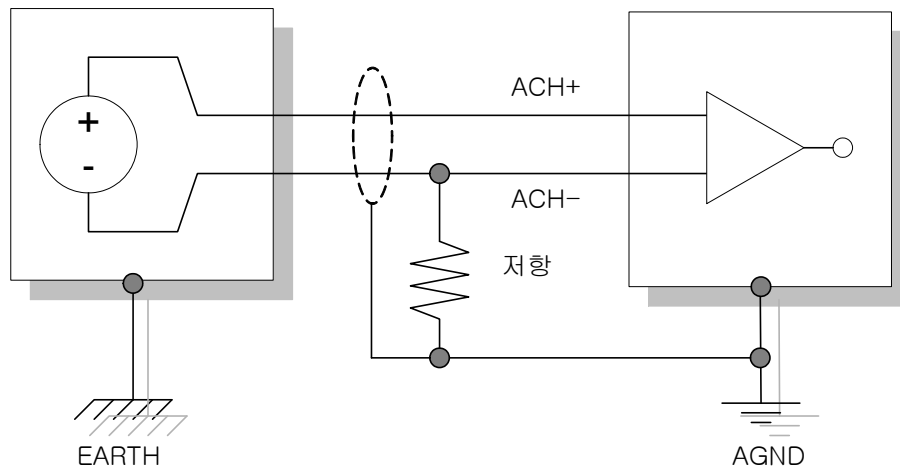 +
-
ACH+
ACH-
저항
EARTH
AGND